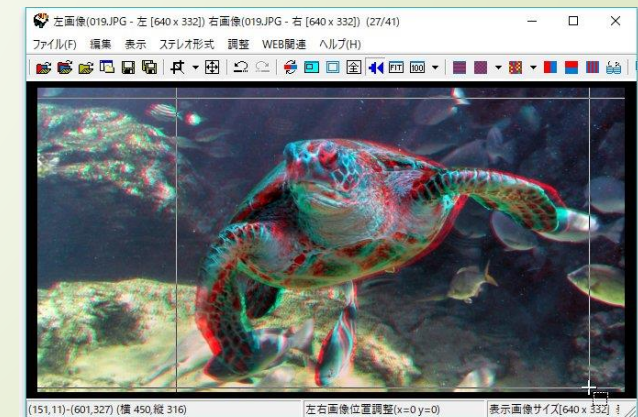 左画像(019.JPG - 左 [640 x 332]) 右画像(019.JPG - 右 [640 x 332]) (27/41)
ファイル(F) 編集 表示 ステレオ形式 調整 WEB関連 ヘルプ(H)
全 FIT 100
(151,11)-(601,327) (横 450,縦 316) 左右画像位置調整(x=0 y=0) 表示画像サイズ[640 x 332]